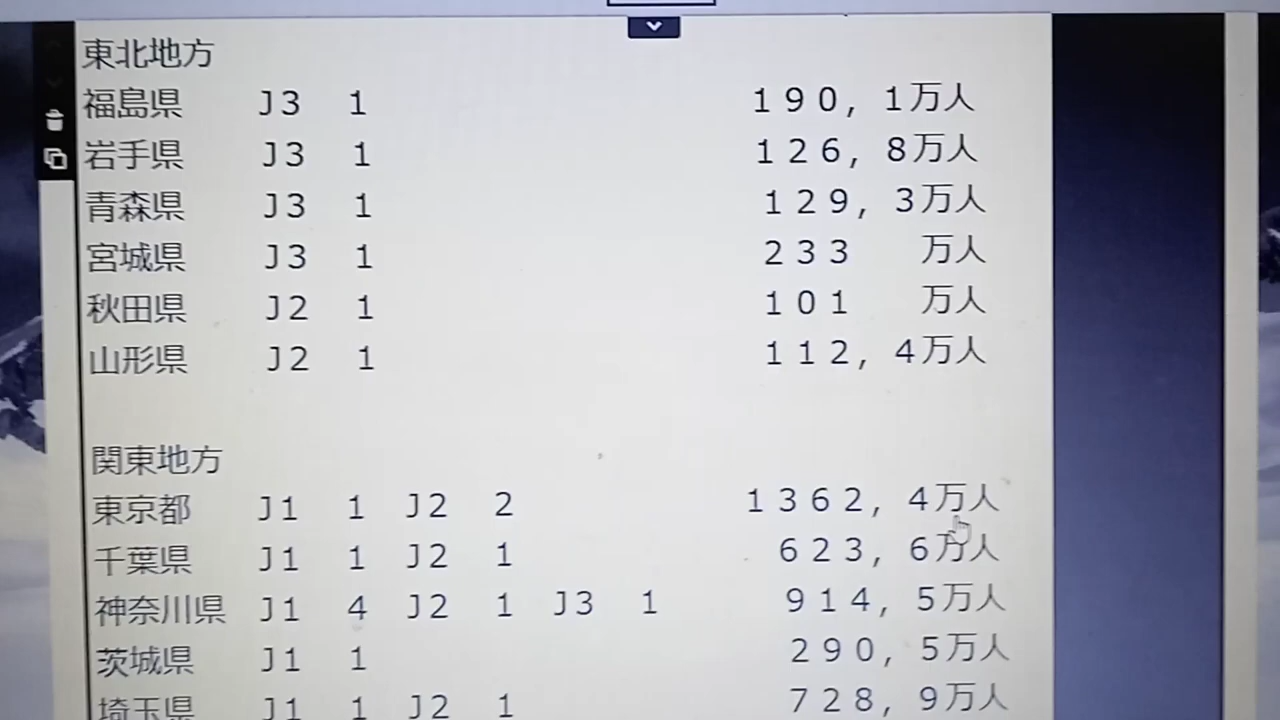 東北地方
福島県 J3 1 190,1万人
岩手県 J3 1 126,8万人
青森県 J3 1 129,3万人
宮城県 J3 1 233 万人
秋田県 J2 1 101 万人
山形県 J2 1 112,4万人
関東地方
東京都 J1 1 J2 2 1362,4万人
千葉県 J1 1 J2 1 623,6万人
神奈川県 J1 4 J2 1 J3 1 914,5万人
茨城県 J1 1 290,5万人
埼玉県 J1 1 J2 1 728,9万人